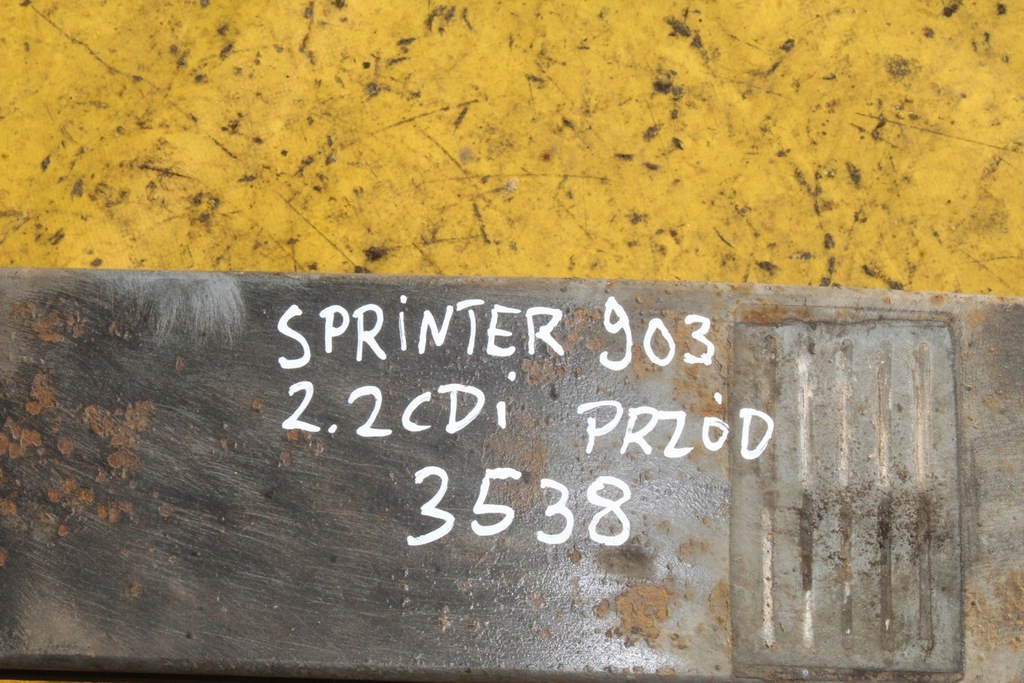 SPRiNTER 903
2.2CDi PRZÓD
3538